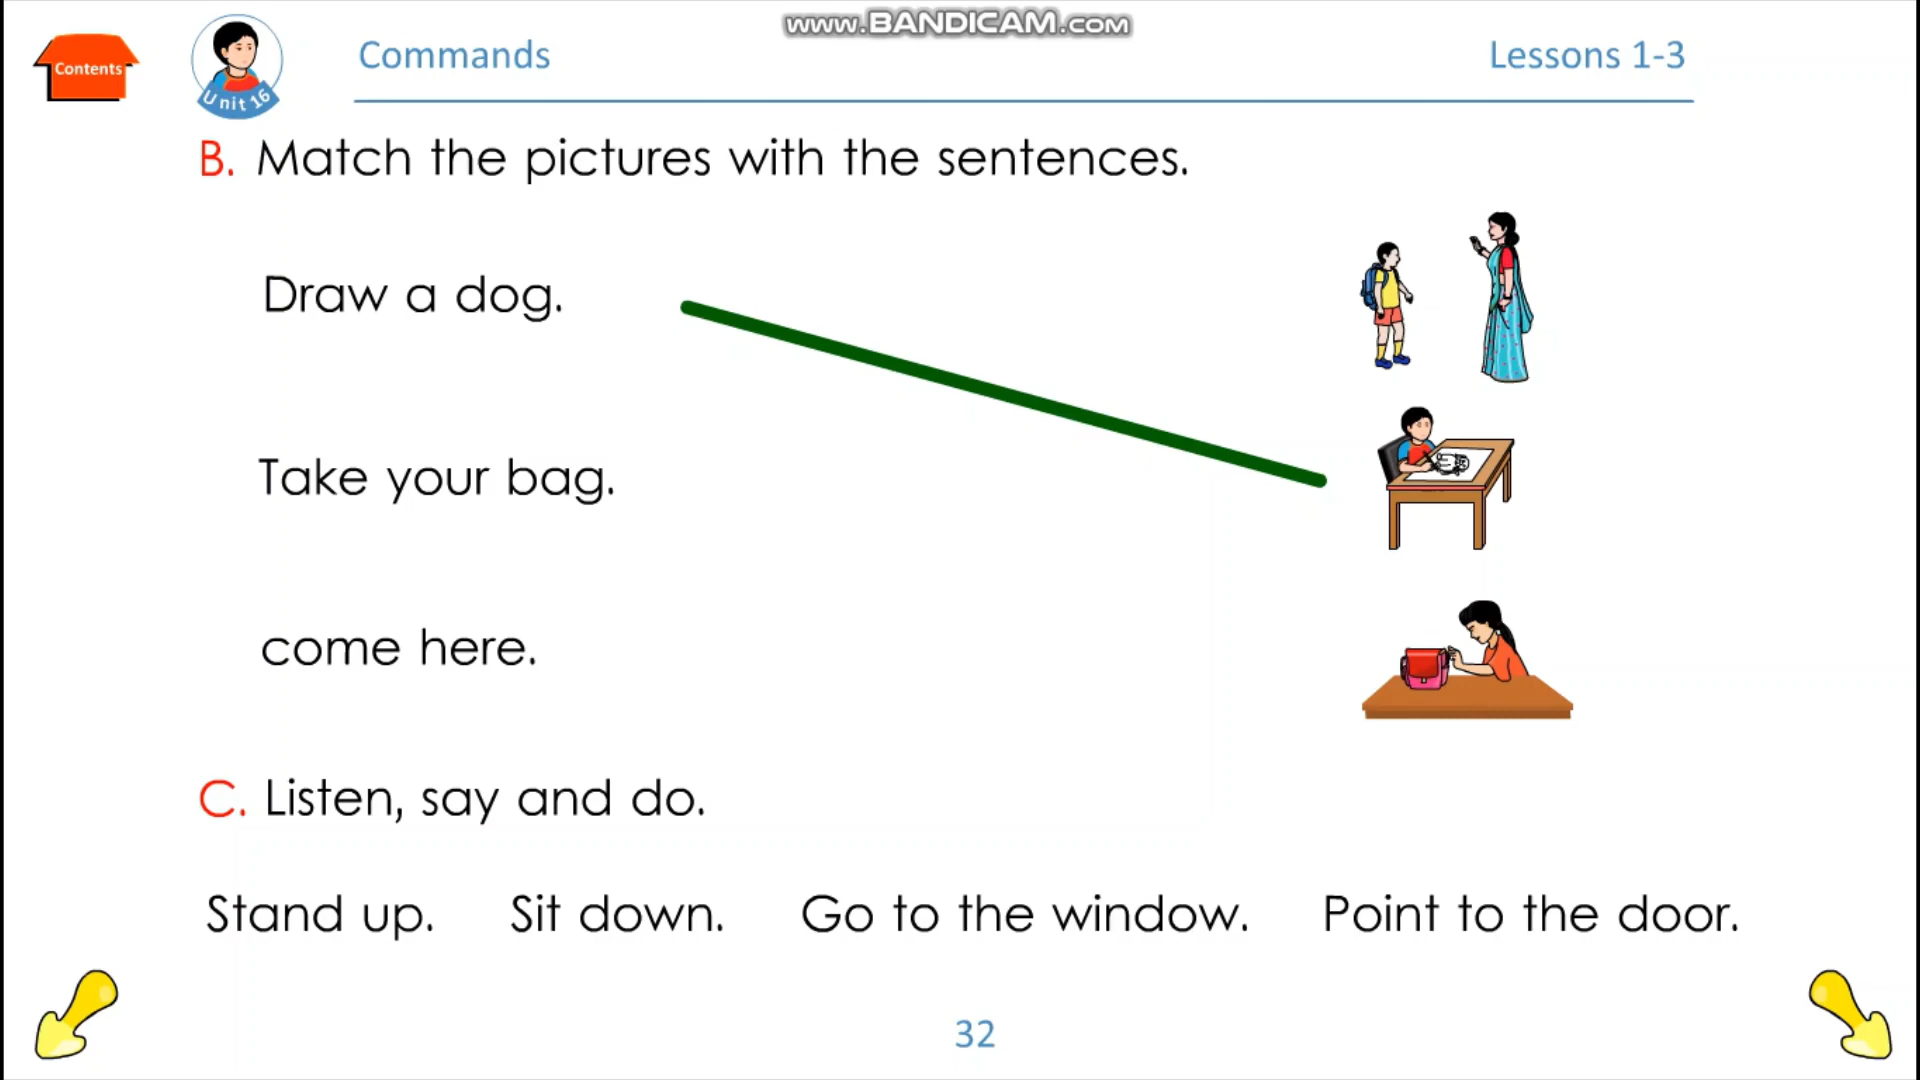 www.BANDICAM.com
Contents
Unit 16
Commands
Lessons 1-3
B. Match the pictures with the sentences.
Draw a dog.
Take your bag.
come here.
C. Listen, say and do.
Stand up. Sit down. Go to the window. Point to the door.
32